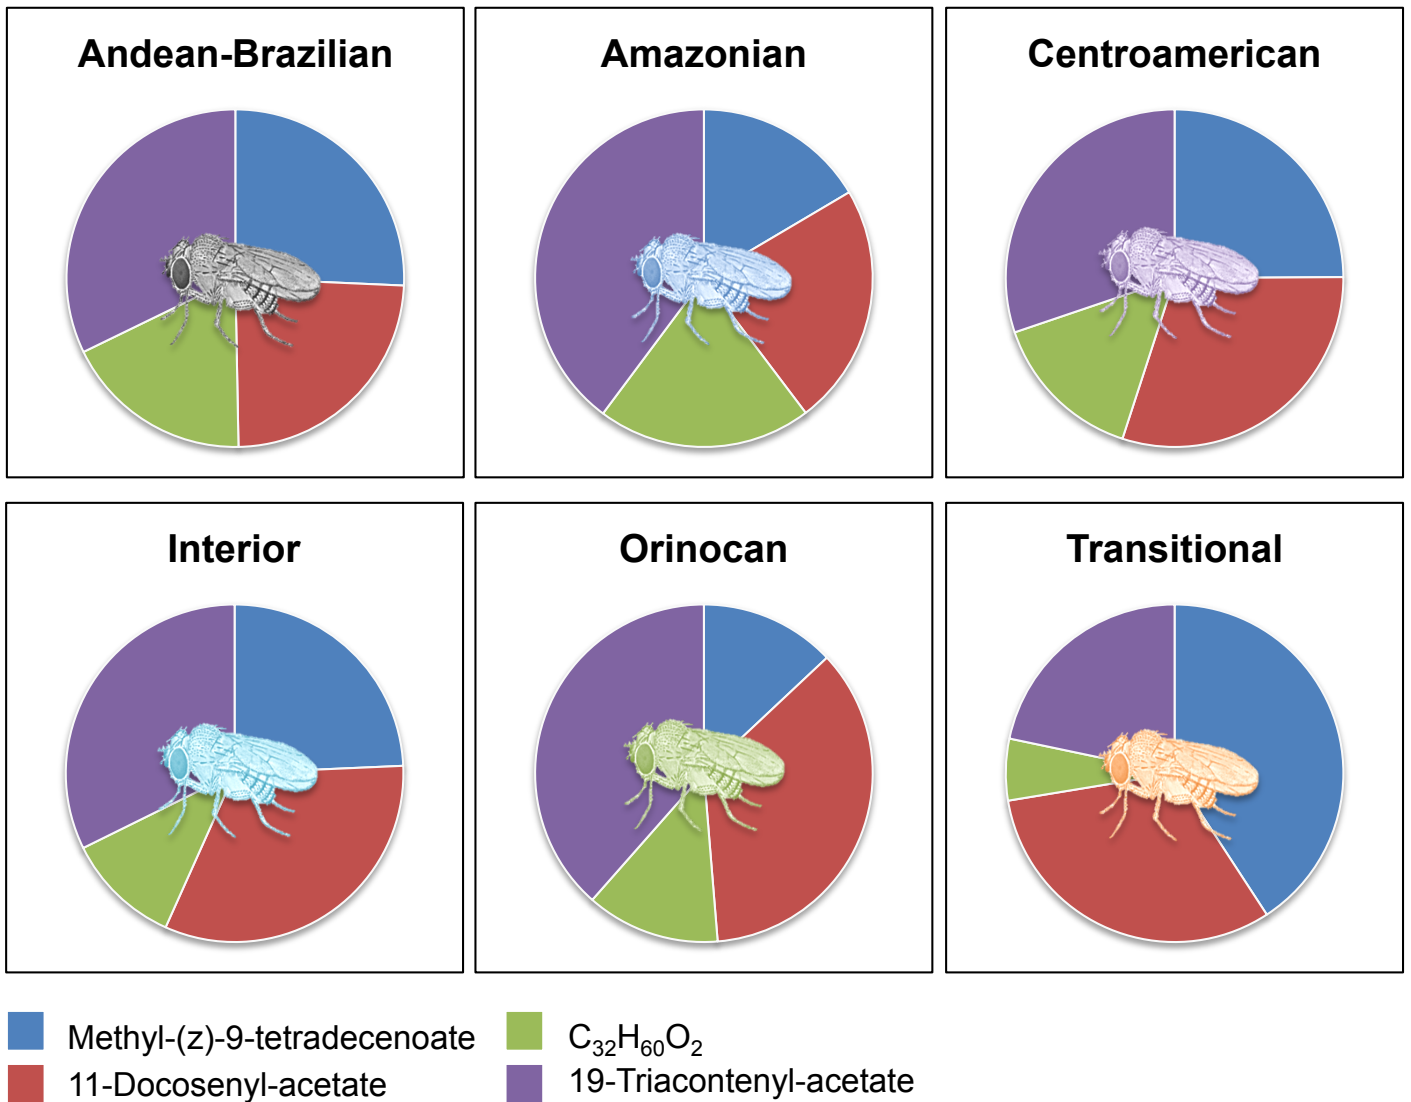 Andean-Brazilian
Amazonian
Centroamerican
Interior
Orinocan
Transitional
Methyl-(z)-9-tetradecenoate
C₃₂H₆₀O₂
11-Docosenyl-acetate
19-Triacontenyl-acetate